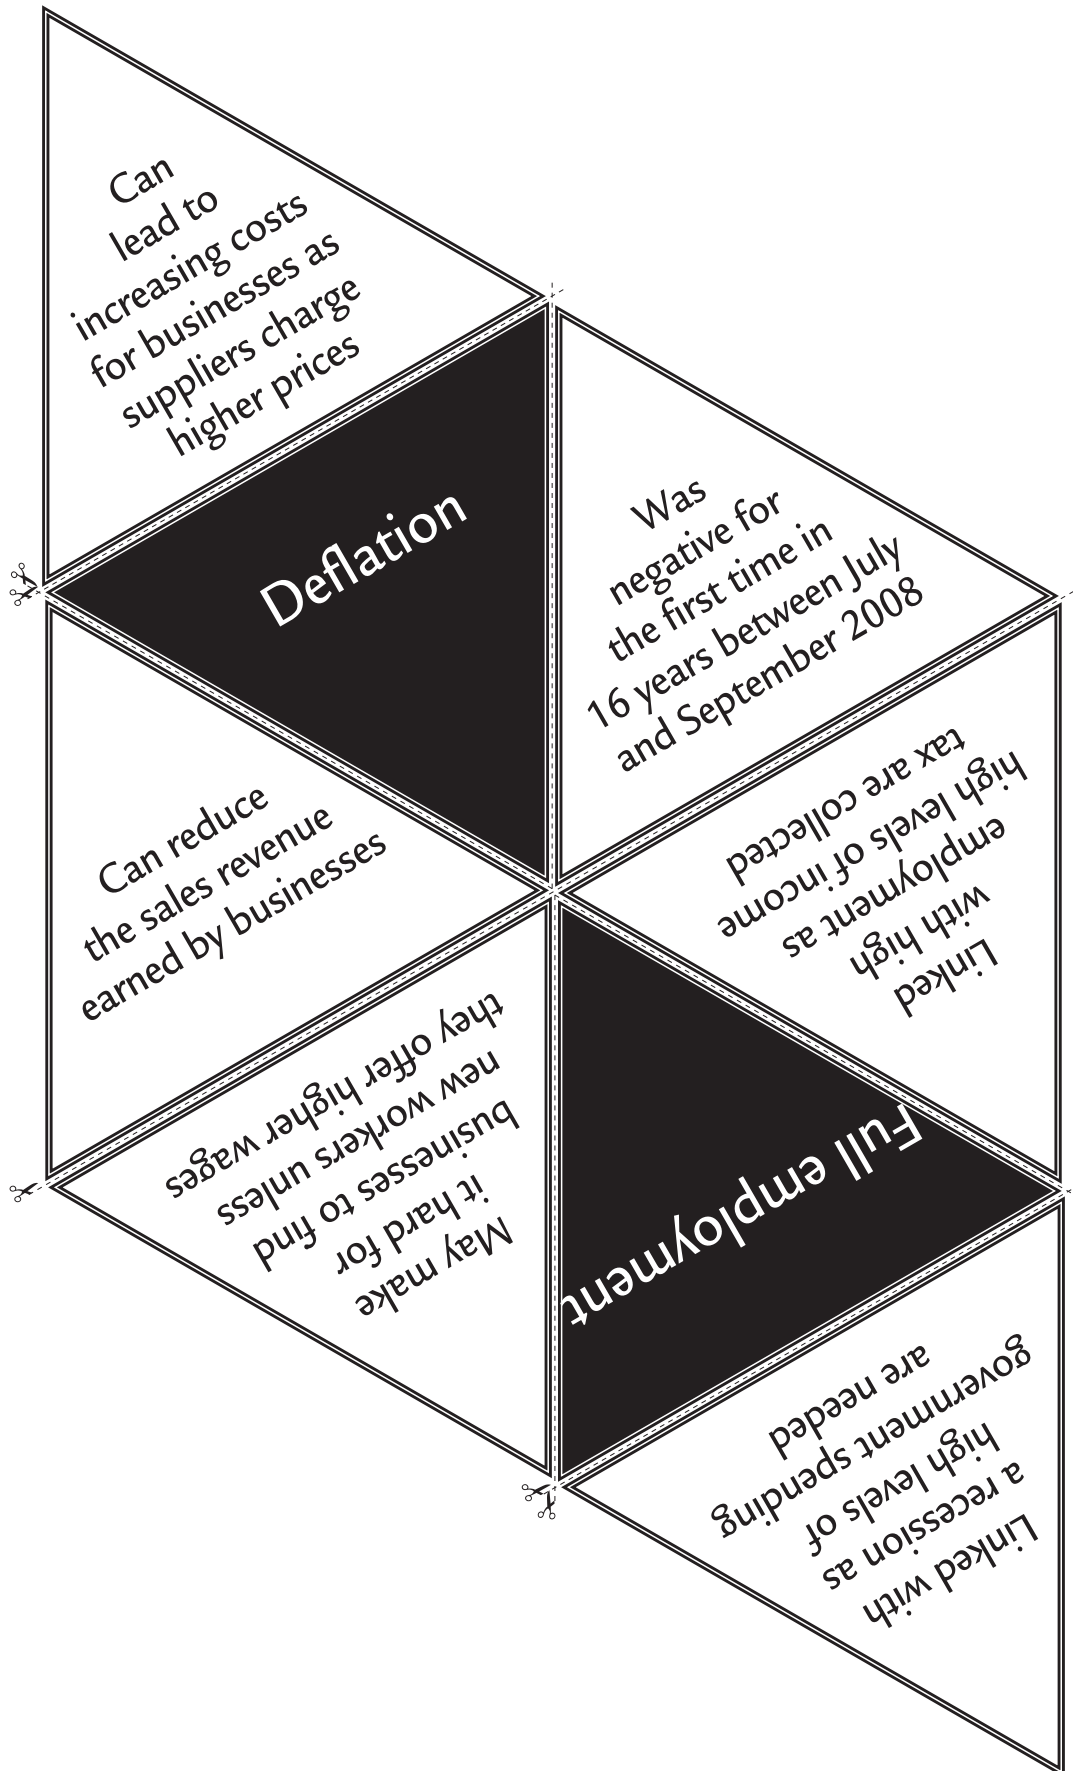 Can
lead to
increasing costs
for businesses as
suppliers charge
higher prices
Deflation
Was
negative for
the first time in
16 years between July
and September 2008
Can reduce
the sales revenue
earned by businesses
Linked
with high
employment as
high levels of income
tax are collected
May make
it hard for
businesses to find
new workers unless
they offer higher wages
Full employment
Linked with
a recession as
high levels of
government spending
are needed